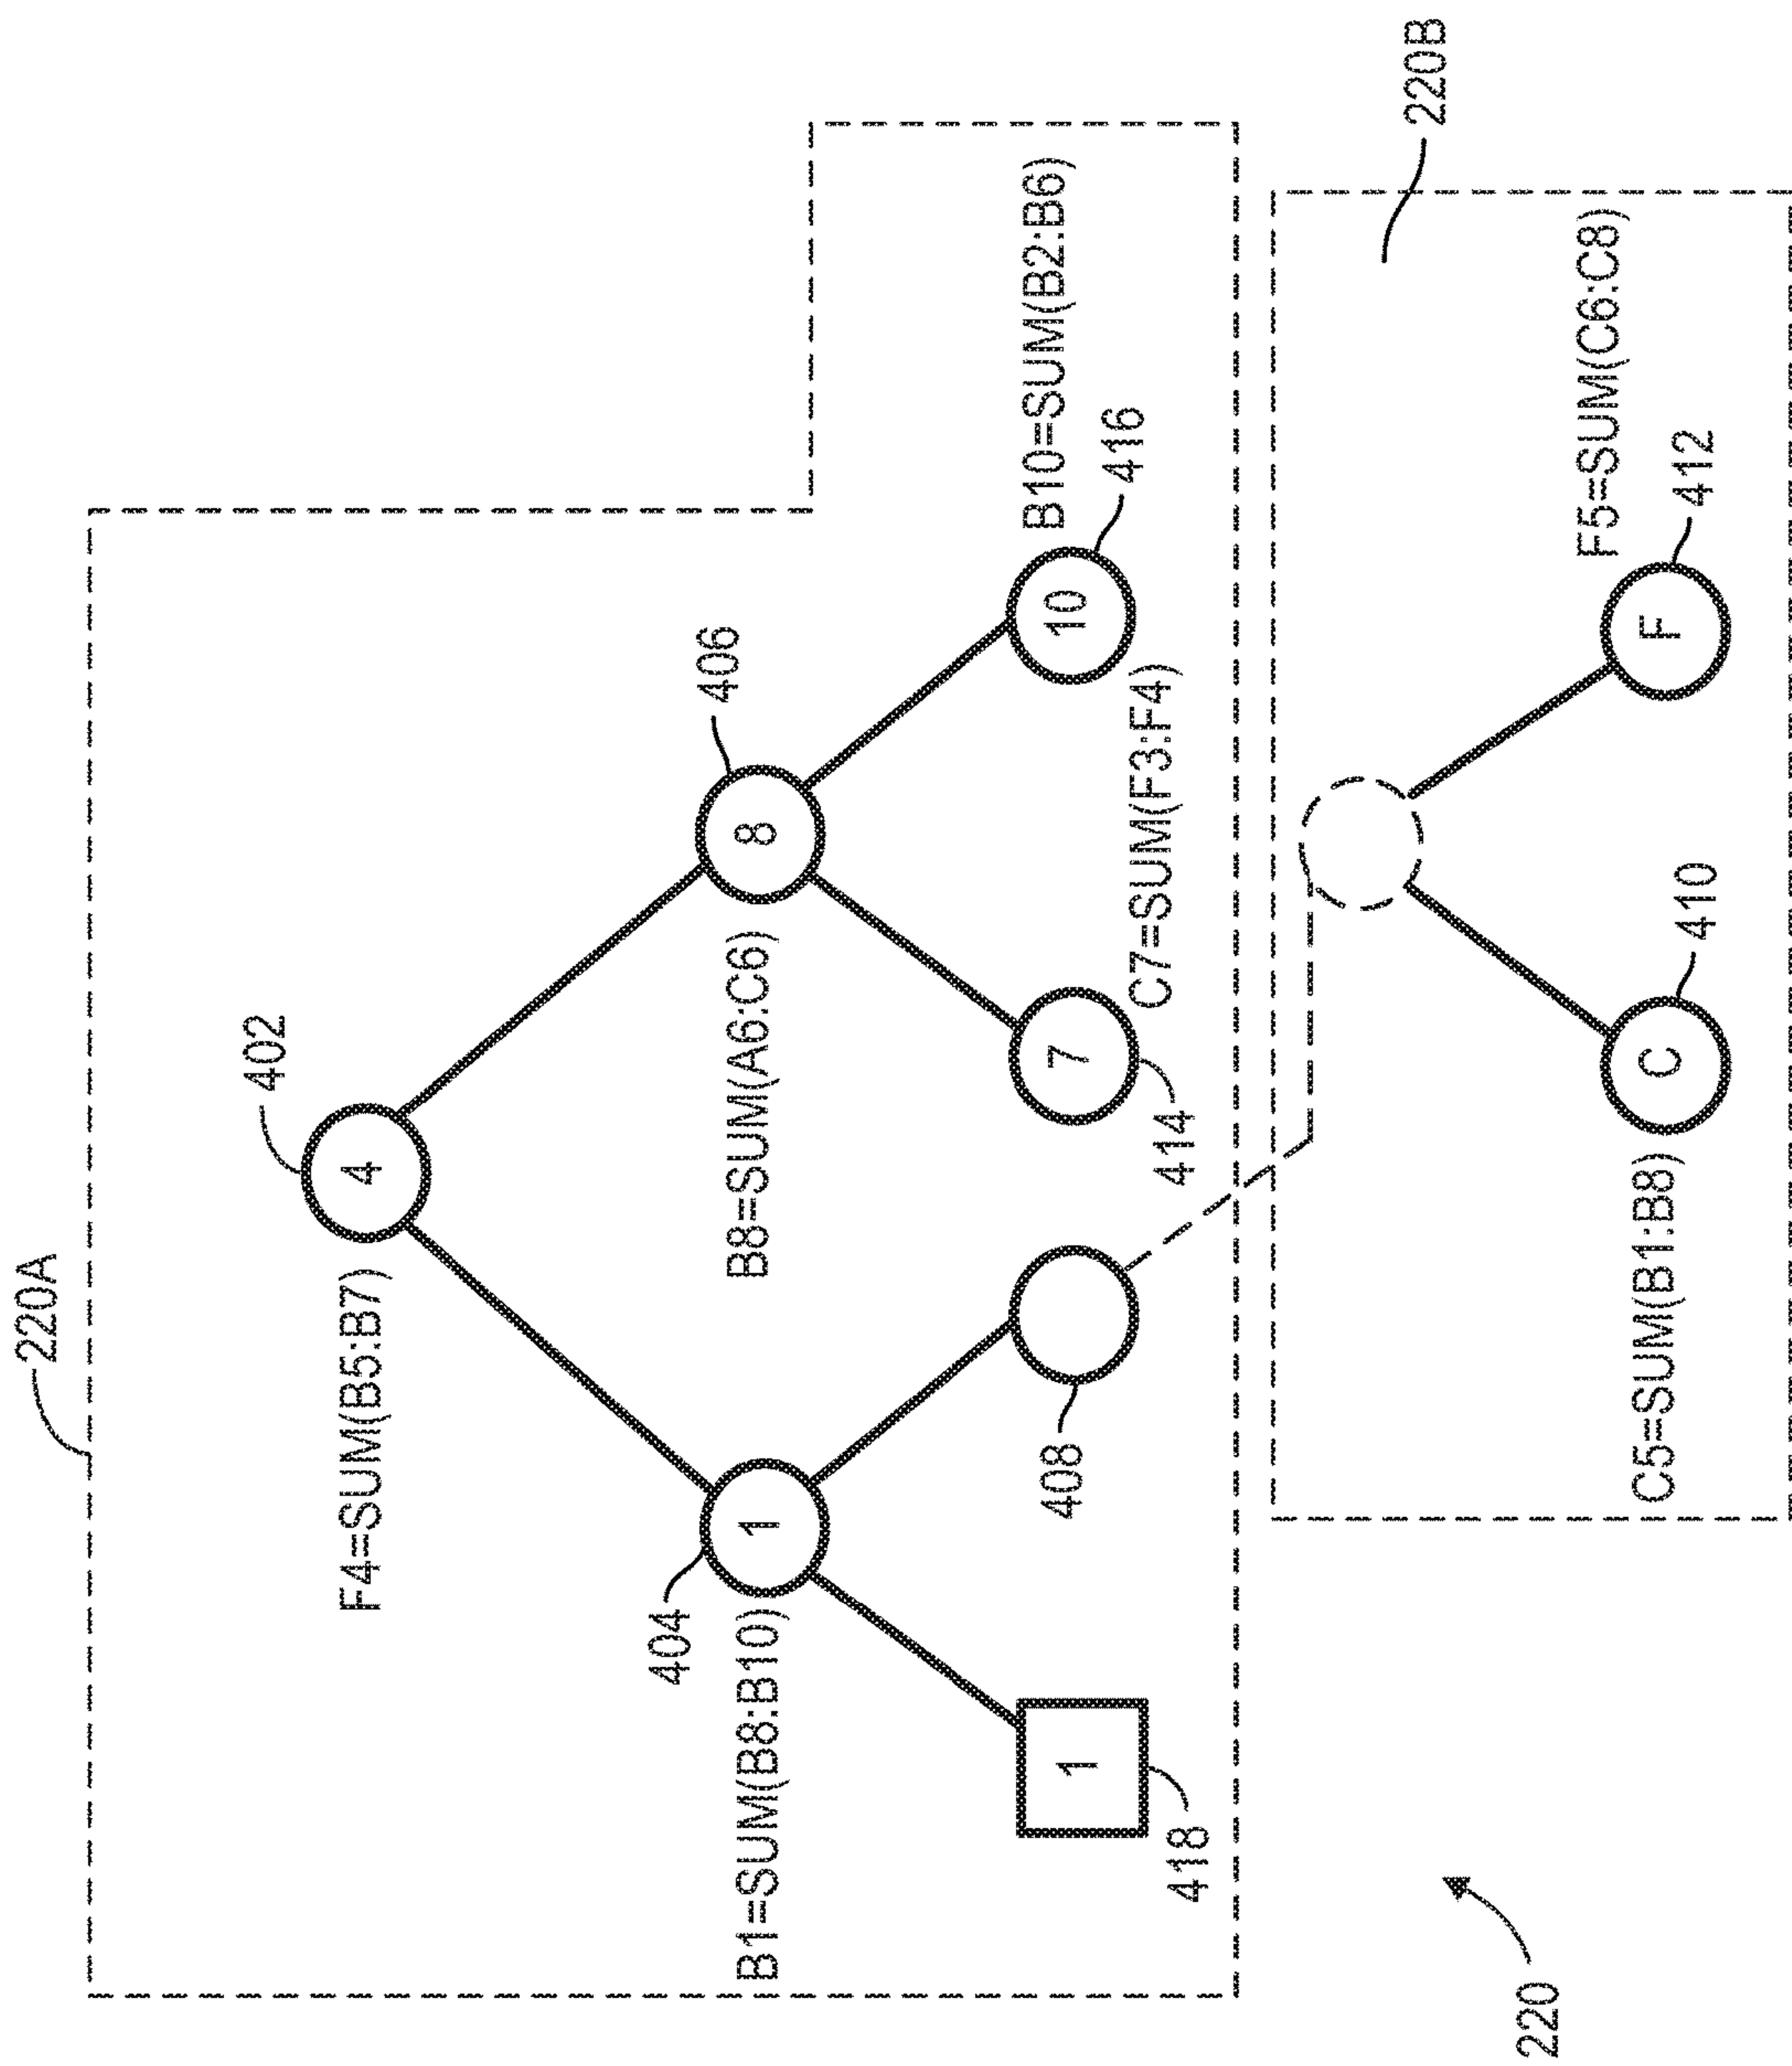 220A
402
4
F4=SUM(B5:B7)
404
1
B1=SUM(B8:B10)
406
8
B8=SUM(A6:C6)
1
418
408
7
414
C7=SUM(F3:F4)
10
416
B10=SUM(B2:B6)
220B
C
410
C5=SUM(B1:B8)
F
412
F5=SUM(C6:C8)
220